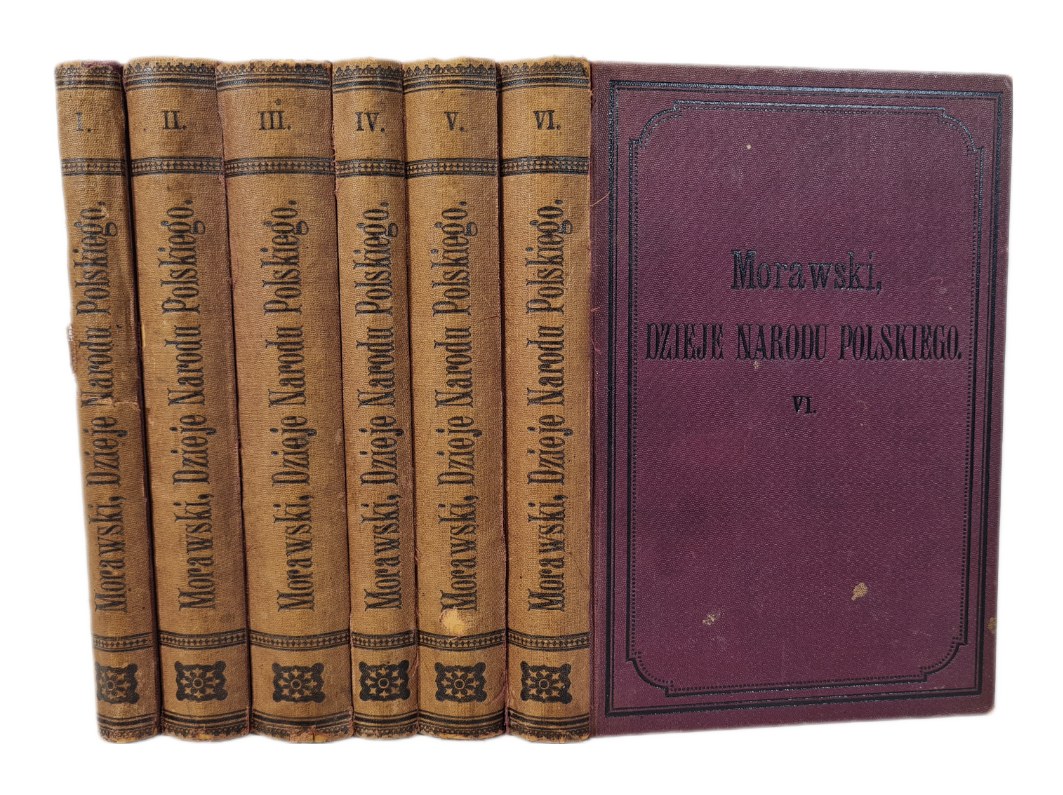 I.
Morawski, Dzieje Narodu Polskiego.
II.
Morawski, Dzieje Narodu Polskiego.
III.
Morawski, Dzieje Narodu Polskiego.
IV.
Morawski, Dzieje Narodu Polskiego.
V.
Morawski, Dzieje Narodu Polskiego.
VI.
Morawski, Dzieje Narodu Polskiego.
Morawski,
DZIEJE NARODU POLSKIEGO.
VI.